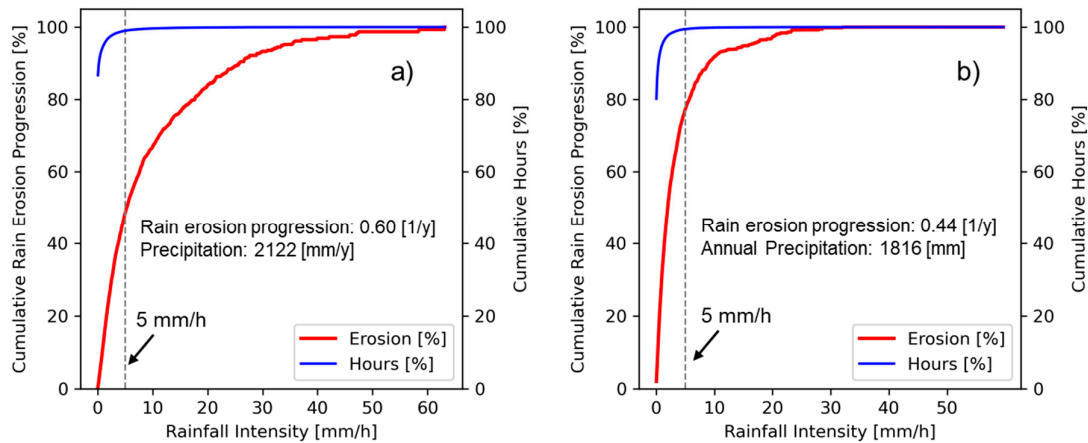 a)
Cumulative Rain Erosion Progression [%]
100
80
60
40
20
0
Rain erosion progression: 0.60 [1/y]
Precipitation: 2122 [mm/y]
5 mm/h
Erosion [%]
Hours [%]
0 10 20 30 40 50 60
Rainfall Intensity [mm/h]
100
80
60
40
20
0
Cumulative Hours [%]
b)
Cumulative Rain Erosion Progression [%]
100
80
60
40
20
0
Rain erosion progression: 0.44 [1/y]
Annual Precipitation: 1816 [mm]
5 mm/h
Erosion [%]
Hours [%]
0 10 20 30 40 50
Rainfall Intensity [mm/h]
100
80
60
40
20
0
Cumulative Hours [%]